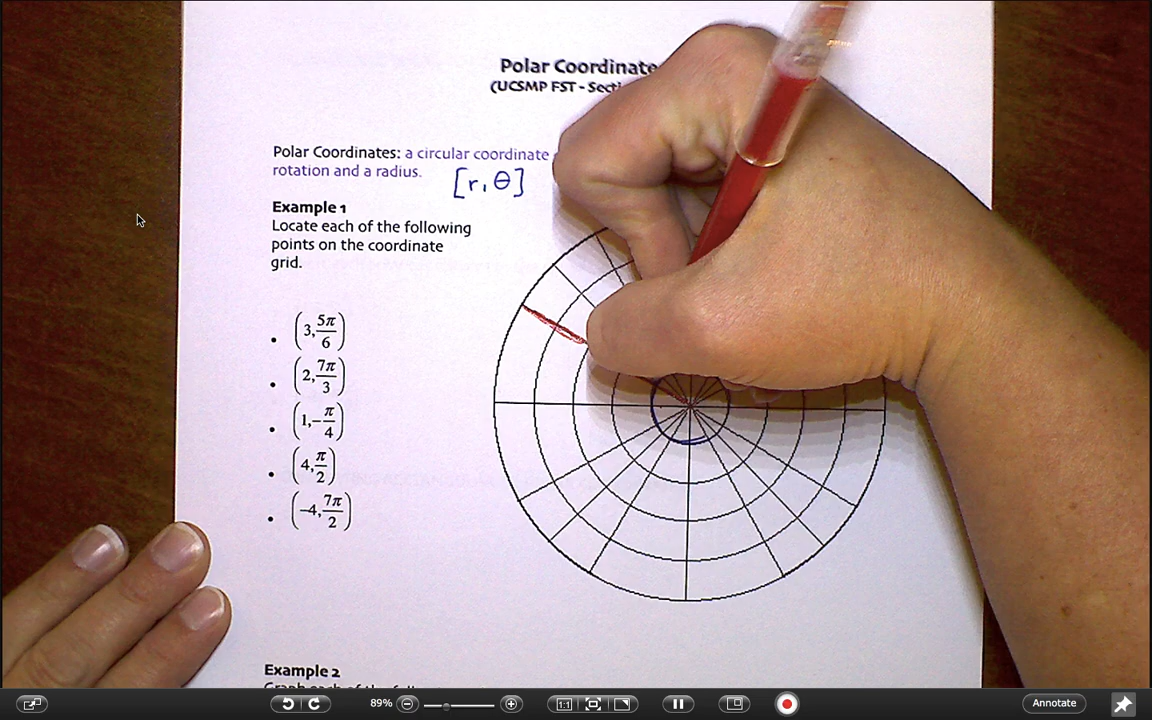 Polar Coordinate
(UCSMP FST - Secti
Polar Coordinates: a circular coordinate
rotation and a radius.
[r, θ]
Example 1
Locate each of the following
points on the coordinate
grid.
• (3, 5π/6)
• (2, 7π/3)
• (1, -π/4)
• (4, π/2)
• (-4, 7π/2)
Example 2
89%
1:1
Annotate